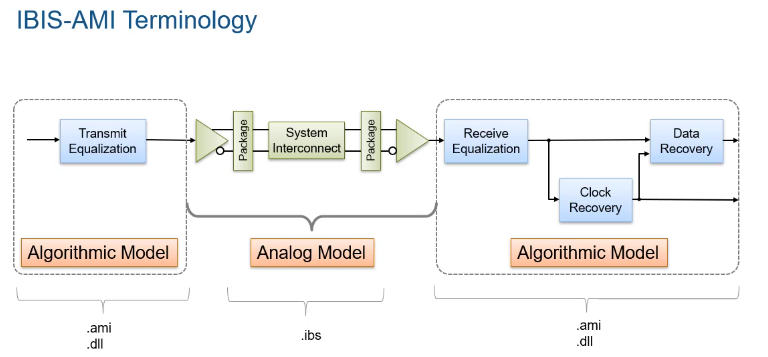 IBIS-AMI Terminology
Transmit
Equalization
Package
System
Interconnect
Package
Receive
Equalization
Data
Recovery
Clock
Recovery
Algorithmic Model
Analog Model
Algorithmic Model
.ami
.dll
.ibs
.ami
.dll